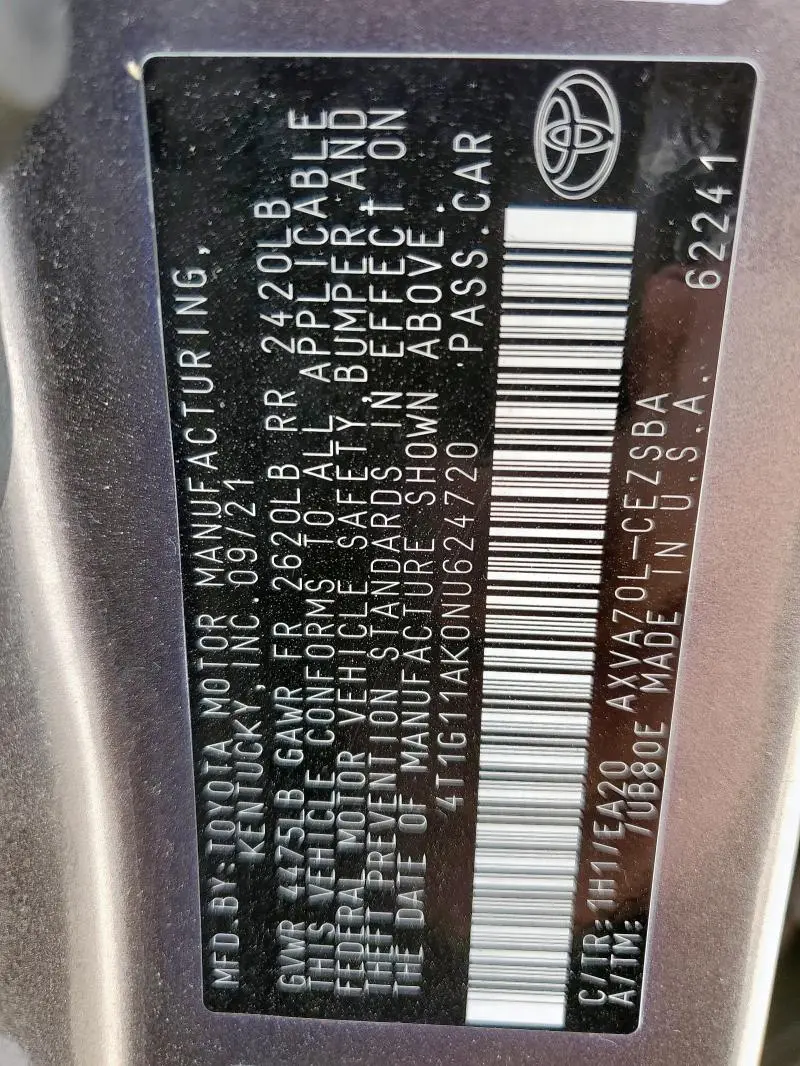 MFD.BY:TOYOTA MOTOR MANUFACTURING,
KENTUCKY, INC.09/21
GVWR 4475LB GAWR FR 2620LB RR 2420LB
THIS VEHICLE CONFORMS TO ALL APPLICABLE
FEDERAL MOTOR VEHICLE SAFETY,BUMPER AND
THEFT PREVENTION STANDARDS IN EFFECT ON
THE DATE OF MANUFACTURE SHOWN ABOVE.
4T1G11AK0NU624720 PASS.CAR
C/TR:1H1/EA20 AXVA70L-CEZSBA
A/TM: /UB80E MADE IN U.S.A. 62241